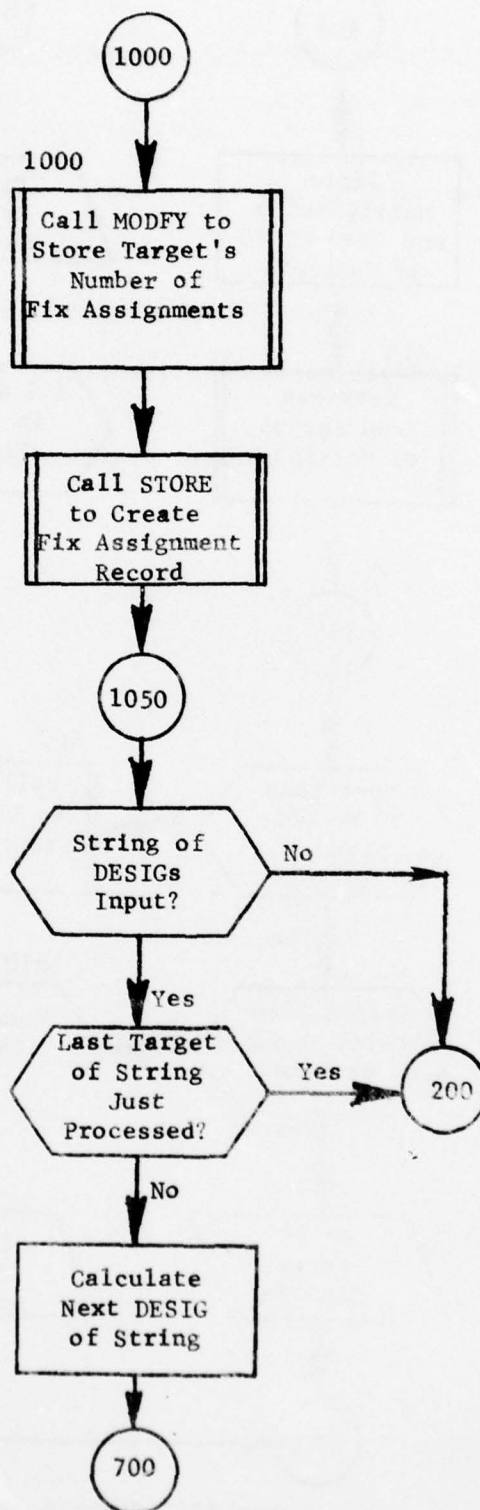 1000
1000
Call MODFY to
Store Target's
Number of
Fix Assignments
Call STORE
to Create
Fix Assignment
Record
1050
String of
DESIGs
Input?
No
Yes
Last Target
of String
Just
Processed?
Yes
200
No
Calculate
Next DESIG
of String
700